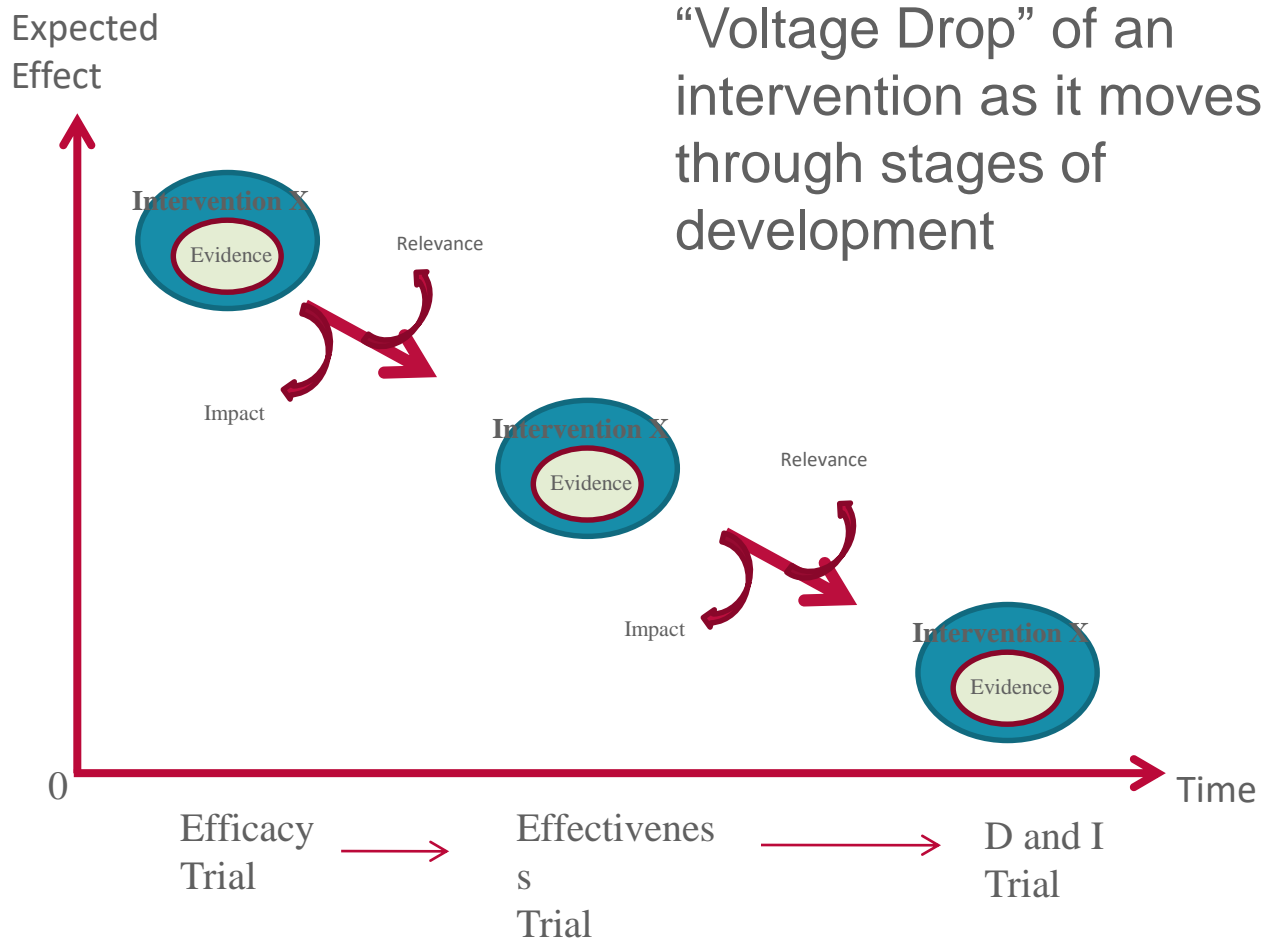 Expected
Effect
“Voltage Drop” of an
intervention as it moves
through stages of
development
Intervention X
Evidence
Relevance
Impact
Intervention X
Evidence
Relevance
Impact
Intervention X
Evidence
0
Time
Efficacy
Trial
Effectivenes
s
Trial
D and I
Trial